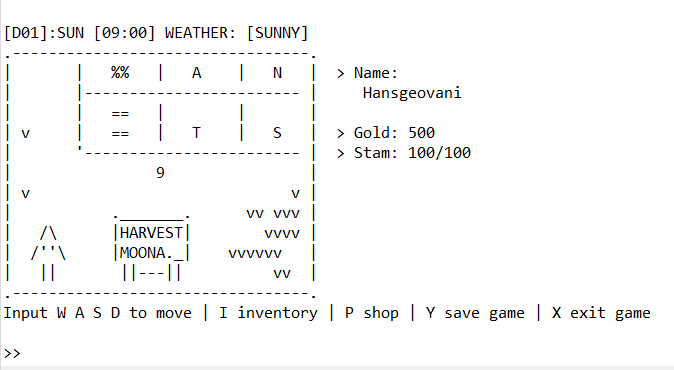 [D01]:SUN [09:00] WEATHER: [SUNNY]
.---------------------------------.
|       |   %%   |   A    |   N   |  > Name:
|       |------------------------ |     Hansgeovani
|       |   ==   |        |       |
| v     |   ==   |   T    |   S   |  > Gold: 500
|       '------------------------ |  > Stam: 100/100
|                9                |
| v                             v |
|           ._______.      vv vvv |
|   /\      |HARVEST|        vvvv |
|  /''\     |MOONA._|    vvvvvv   |
|   ||       ||---||          vv  |
.---------------------------------.
Input W A S D to move | I inventory | P shop | Y save game | X exit game
>>